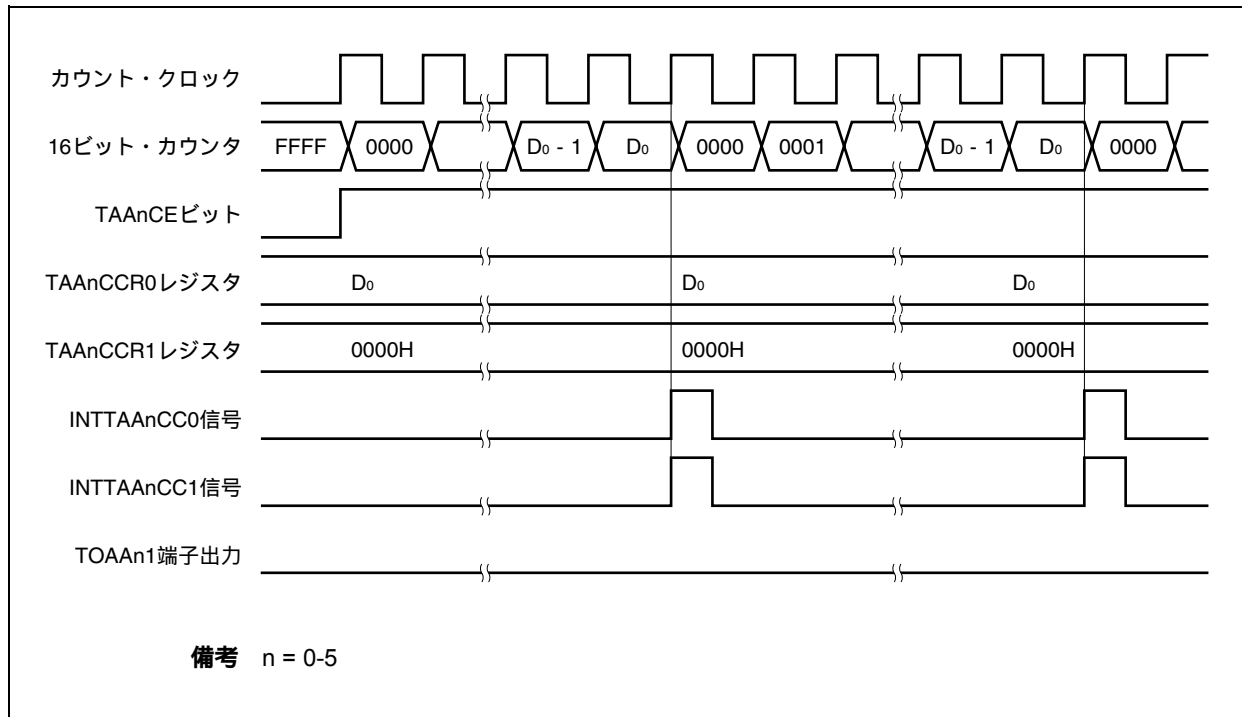 カウント・クロック
16ビット・カウンタ FFFF 0000 D0 - 1 D0 0000 0001 D0 - 1 D0 0000
TAAnCEビット
TAAnCCR0レジスタ D0 D0 D0
TAAnCCR1レジスタ 0000H 0000H 0000H
INTTAAnCC0信号
INTTAAnCC1信号
TOAAn1端子出力
備考 n = 0-5